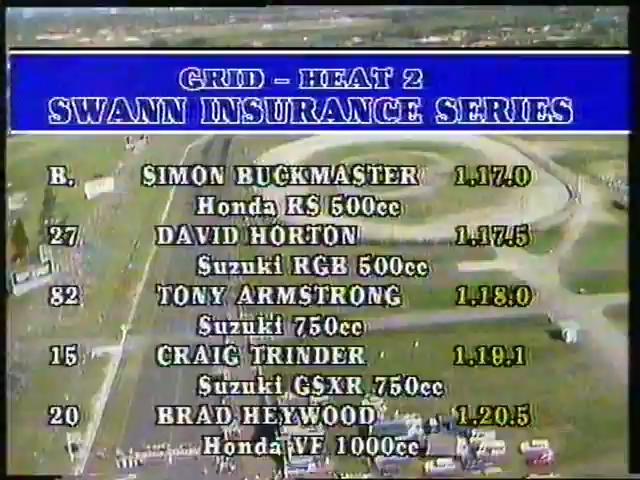 GRID - HEAT 2
SWANN INSURANCE SERIES
B. SIMON BUCKMASTER 1.17.0
Honda RS 500cc
27 DAVID HORTON 1.17.5
Suzuki RGB 500cc
82 TONY ARMSTRONG 1.18.0
Suzuki 750cc
15 CRAIG TRINDER 1.19.1
Suzuki GSXR 750cc
20 BRAD HEYWOOD 1.20.5
Honda VF 1000cc